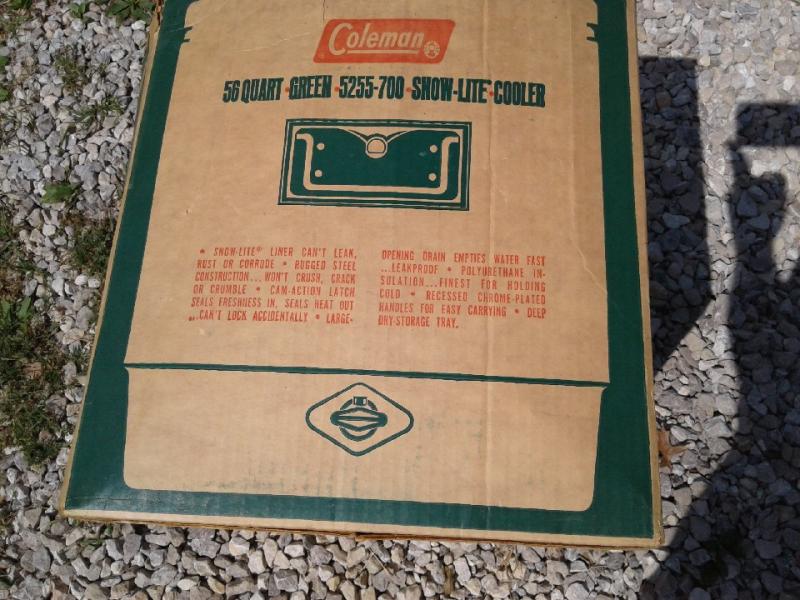 Coleman
56 QUART • GREEN • 5255-700 • SNOW-LITE • COOLER
• SNOW-LITE® LINER CAN'T LEAK,
RUST OR CORRODE • RUGGED STEEL
CONSTRUCTION...WON'T CRUSH, CRACK
OR CRUMBLE • CAM-ACTION LATCH
SEALS FRESHNESS IN, SEALS HEAT OUT
...CAN'T LOCK ACCIDENTALLY • LARGE-
OPENING DRAIN EMPTIES WATER FAST
...LEAKPROOF • POLYURETHANE IN-
SULATION...FINEST FOR HOLDING
COLD • RECESSED CHROME-PLATED
HANDLES FOR EASY CARRYING • DEEP
DRY-STORAGE TRAY.